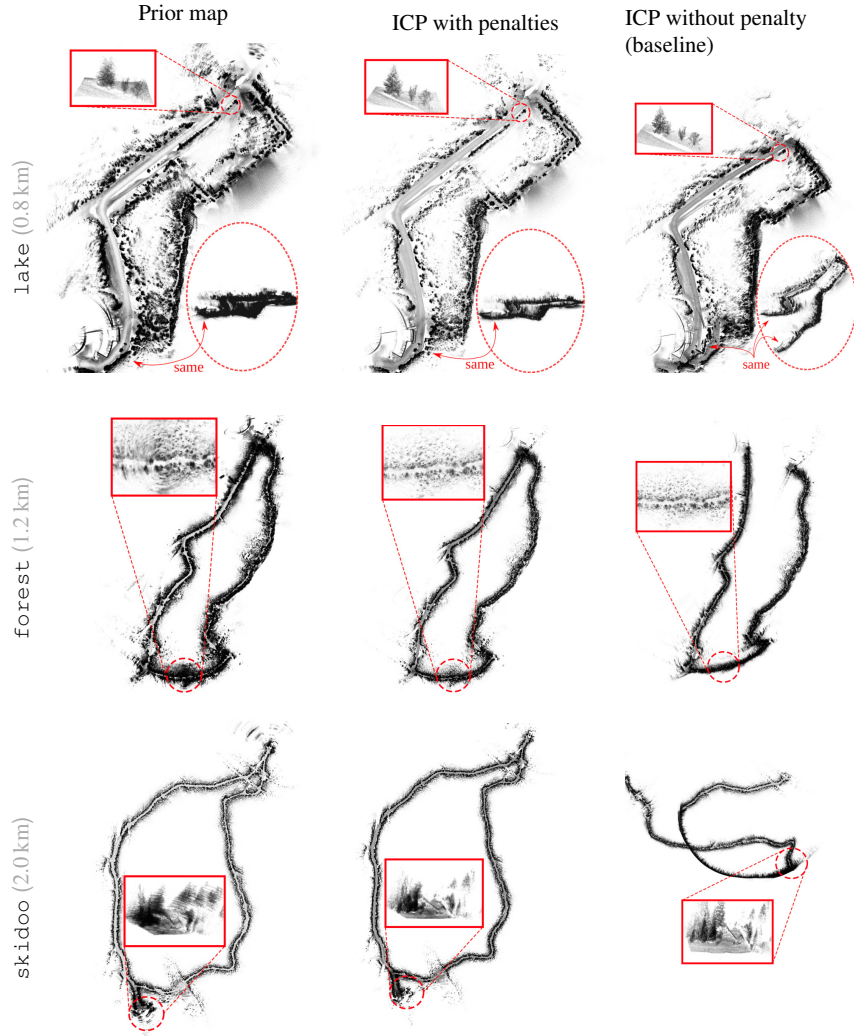 Prior map
ICP with penalties
ICP without penalty
(baseline)
lake (0.8 km)
same
same
same
forest (1.2 km)
skidoo (2.0 km)